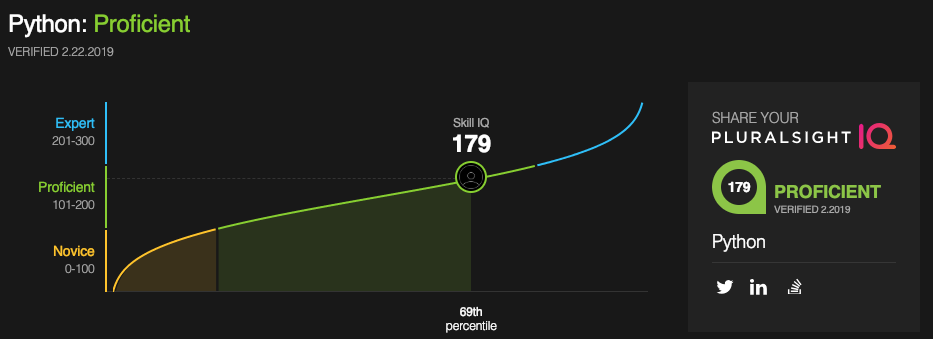 Python: Proficient
VERIFIED 2.22.2019
Expert
201-300
Proficient
101-200
Novice
0-100
Skill IQ
179
69th
percentile
SHARE YOUR
PLURALSIGHT IQ
179
PROFICIENT
VERIFIED 2.2019
Python